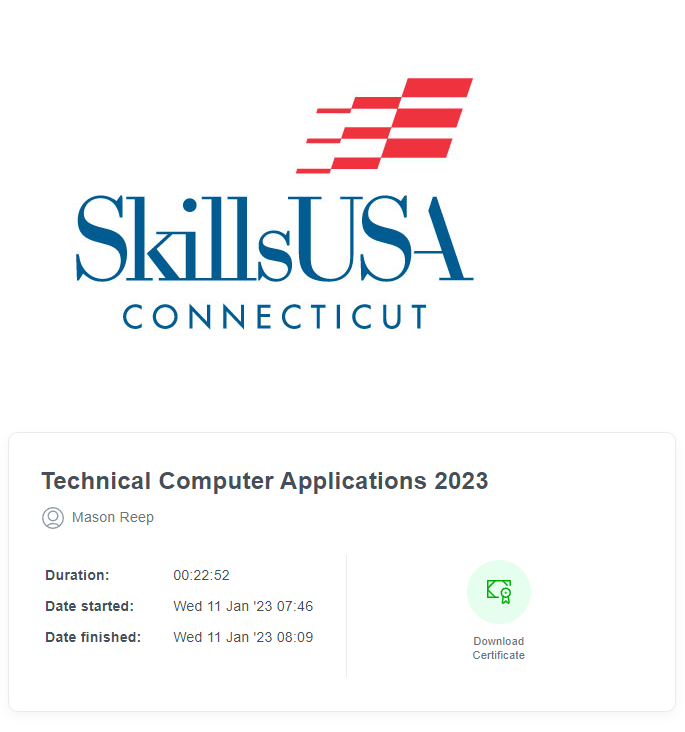 SkillsUSA
CONNECTICUT
Technical Computer Applications 2023
Mason Reep
Duration: 00:22:52
Date started: Wed 11 Jan '23 07:46
Date finished: Wed 11 Jan '23 08:09
Download
Certificate